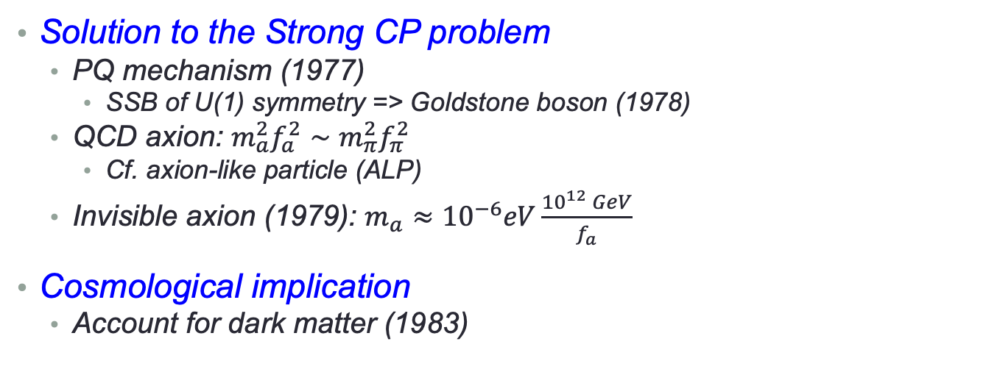 • Solution to the Strong CP problem
• PQ mechanism (1977)
• SSB of U(1) symmetry => Goldstone boson (1978)
• QCD axion: $m_a^2 f_a^2 \sim m_\pi^2 f_\pi^2$
• Cf. axion-like particle (ALP)
• Invisible axion (1979): $m_a \approx 10^{-6} eV \frac{10^{12}\ GeV}{f_a}$
• Cosmological implication
• Account for dark matter (1983)